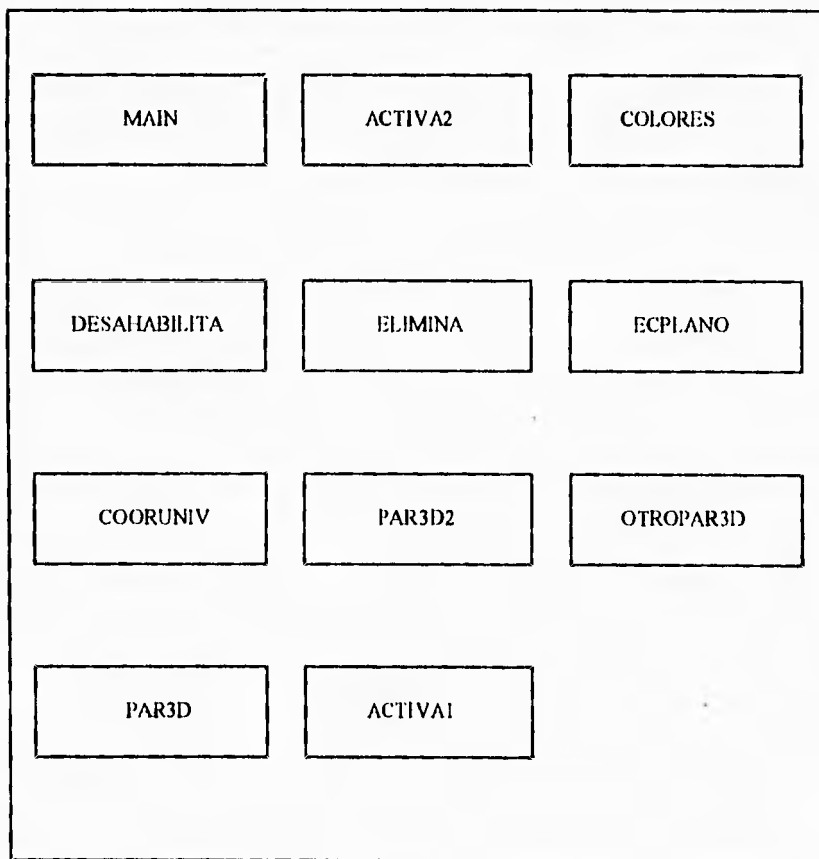 MAIN
ACTIVA2
COLORES
DESAHABILITA
ELIMINA
ECPLANO
COORUNIV
PAR3D2
OTROPAR3D
PAR3D
ACTIVA1